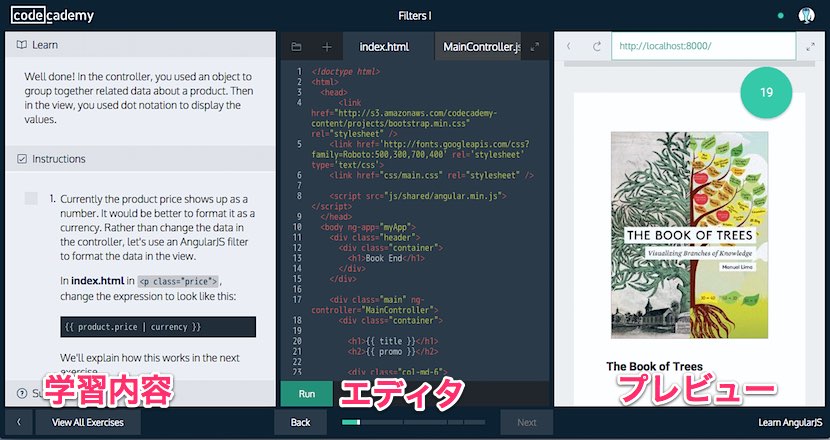 codecademy
Filters I
Learn
Well done! In the controller, you used an object to
group together related data about a product. Then
in the view, you used dot notation to display the
values.
Instructions
1. Currently the product price shows up as a
number. It would be better to format it as a
currency. Rather than change the data in
the controller, let's use an AngularJS filter
to format the data in the view.
In index.html in <p class="price">,
change the expression to look like this:
{{ product.price | currency }}
We'll explain how this works in the next
exercise.
学習内容
index.html
MainController.js
1 <!doctype html>
2 <html>
3 <head>
4 <link
href="http://s3.amazonaws.com/codecademy-
content/projects/bootstrap.min.css"
rel="stylesheet" />
5 <link href='http://fonts.googleapis.com/css?
family=Roboto:500,300,700,400' rel='stylesheet'
type='text/css'>
6 <link href="css/main.css" rel="stylesheet" />
7
8 <script src="js/shared/angular.min.js">
</script>
9 </head>
10 <body ng-app="myApp">
11 <div class="header">
12 <div class="container">
13 <h1>Book End</h1>
14 </div>
15 </div>
16
17 <div class="main" ng-
controller="MainController">
18 <div class="container">
19
20 <h1>{{ title }}</h1>
21 <h2>{{ promo }}</h2>
22
23 <div class="col-md-6">
Run
エディタ
http://localhost:8000/
19
THE BOOK OF TREES
Visualizing Branches of Knowledge
Manuel Lima
The Book of Trees
プレビュー
View All Exercises
Back
Next
Learn AngularJS